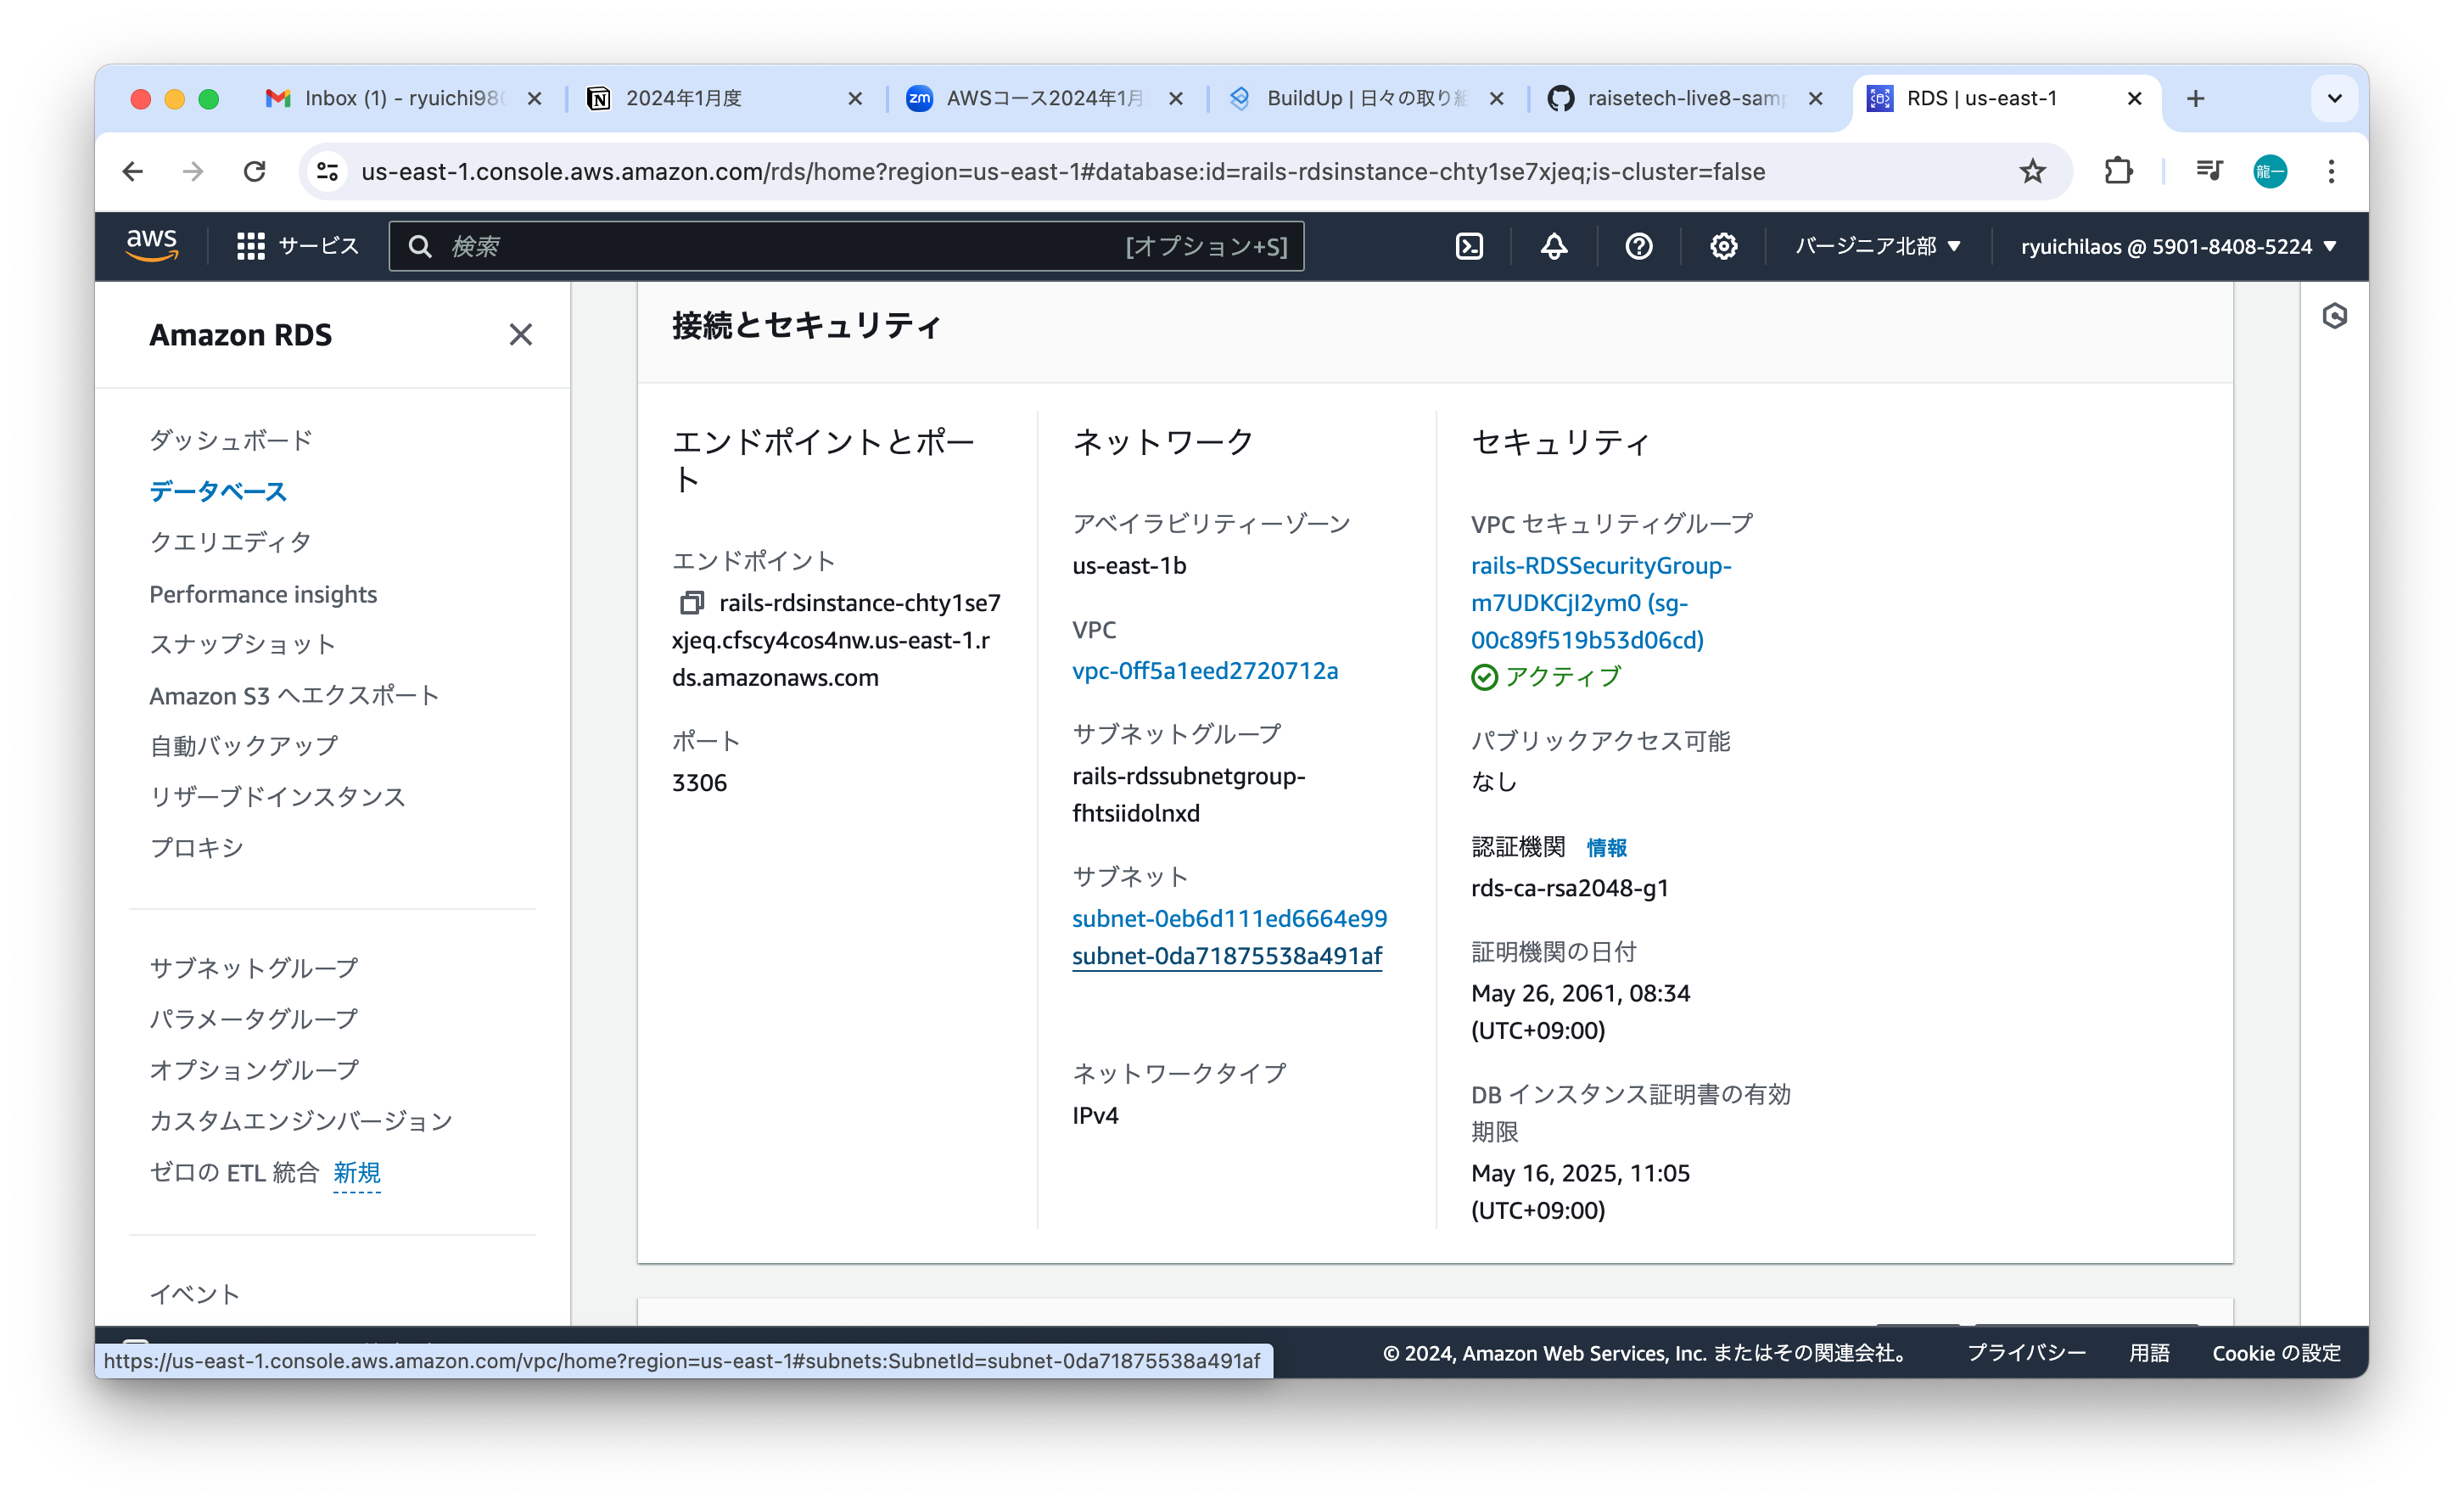 Inbox (1) - ryuichi980
2024年1月度
zm AWSコース2024年1月
BuildUp | 日々の取り組
raisetech-live8-samp
RDS | us-east-1
us-east-1.console.aws.amazon.com/rds/home?region=us-east-1#database:id=rails-rdsinstance-chty1se7xjeq;is-cluster=false
龍一
aws
サービス
検索
[オプション+S]
バージニア北部
ryuichilaos @ 5901-8408-5224
Amazon RDS
ダッシュボード
データベース
クエリエディタ
Performance insights
スナップショット
Amazon S3 へエクスポート
自動バックアップ
リザーブドインスタンス
プロキシ
サブネットグループ
パラメータグループ
オプショングループ
カスタムエンジンバージョン
ゼロの ETL 統合 新規
イベント
接続とセキュリティ
エンドポイントとポー
ト
エンドポイント
rails-rdsinstance-chty1se7
xjeq.cfscy4cos4nw.us-east-1.r
ds.amazonaws.com
ポート
3306
ネットワーク
アベイラビリティーゾーン
us-east-1b
VPC
vpc-0ff5a1eed2720712a
サブネットグループ
rails-rdssubnetgroup-
fhtsiidolnxd
サブネット
subnet-0eb6d111ed6664e99
subnet-0da71875538a491af
ネットワークタイプ
IPv4
セキュリティ
VPC セキュリティグループ
rails-RDSSecurityGroup-
m7UDKCjI2ym0 (sg-
00c89f519b53d06cd)
アクティブ
パブリックアクセス可能
なし
認証機関 情報
rds-ca-rsa2048-g1
証明機関の日付
May 26, 2061, 08:34
(UTC+09:00)
DB インスタンス証明書の有効
期限
May 16, 2025, 11:05
(UTC+09:00)
https://us-east-1.console.aws.amazon.com/vpc/home?region=us-east-1#subnets:SubnetId=subnet-0da71875538a491af
© 2024, Amazon Web Services, Inc. またはその関連会社。
プライバシー
用語
Cookie の設定